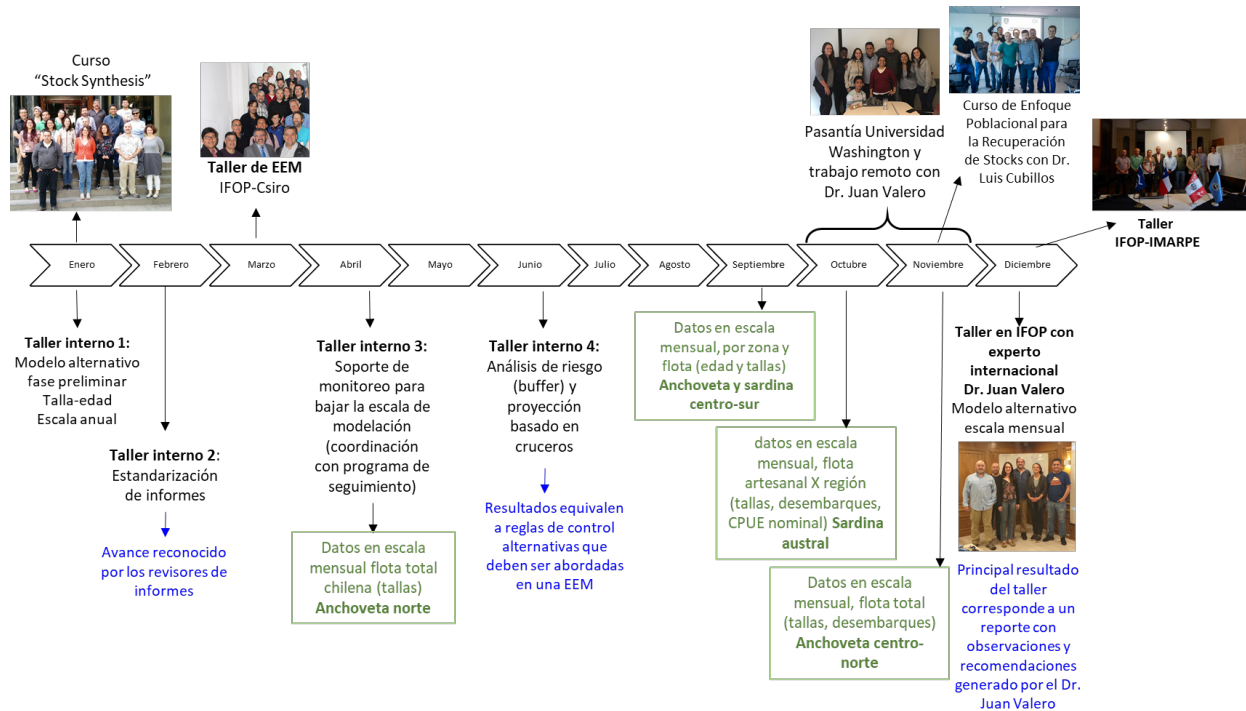 Curso
“Stock Synthesis”
Taller de EEM
IFOP-Csiro
Pasantía Universidad
Washington y
trabajo remoto con
Dr. Juan Valero
Curso de Enfoque
Poblacional para
la Recuperación
de Stocks con Dr.
Luis Cubillos
Taller
IFOP-IMARPE
Enero
Febrero
Marzo
Abril
Mayo
Junio
Julio
Agosto
Septiembre
Octubre
Noviembre
Diciembre
Taller interno 1:
Modelo alternativo
fase preliminar
Talla-edad
Escala anual
Taller interno 2:
Estandarización
de informes
Avance reconocido
por los revisores de
informes
Taller interno 3:
Soporte de
monitoreo para
bajar la escala de
modelación
(coordinación
con programa de
seguimiento)
Datos en escala
mensual flota total
chilena (tallas)
Anchoveta norte
Taller interno 4:
Análisis de riesgo
(buffer) y
proyección
basado en
cruceros
Resultados equivalen
a reglas de control
alternativas que
deben ser abordadas
en una EEM
Datos en escala
mensual, por zona y
flota (edad y tallas)
Anchoveta y sardina
centro-sur
datos en escala
mensual, flota
artesanal X región
(tallas, desembarques,
CPUE nominal) Sardina
austral
Datos en escala
mensual, flota total
(tallas, desembarques)
Anchoveta centro-
norte
Taller en IFOP con
experto
internacional
Dr. Juan Valero
Modelo alternativo
escala mensual
Principal resultado
del taller
corresponde a un
reporte con
observaciones y
recomendaciones
generado por el Dr.
Juan Valero